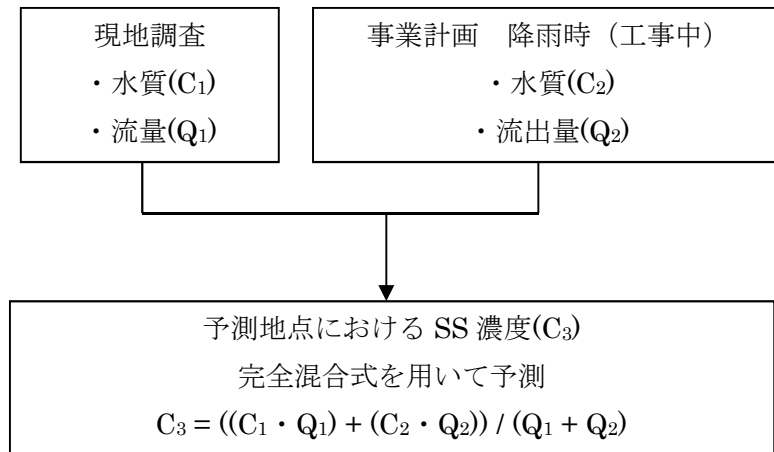 現地調査
・水質(C₁)
・流量(Q₁)
事業計画　降雨時（工事中）
・水質(C₂)
・流出量(Q₂)
予測地点における SS 濃度(C₃)
完全混合式を用いて予測
C₃ = ((C₁・Q₁) + (C₂・Q₂)) / (Q₁ + Q₂)